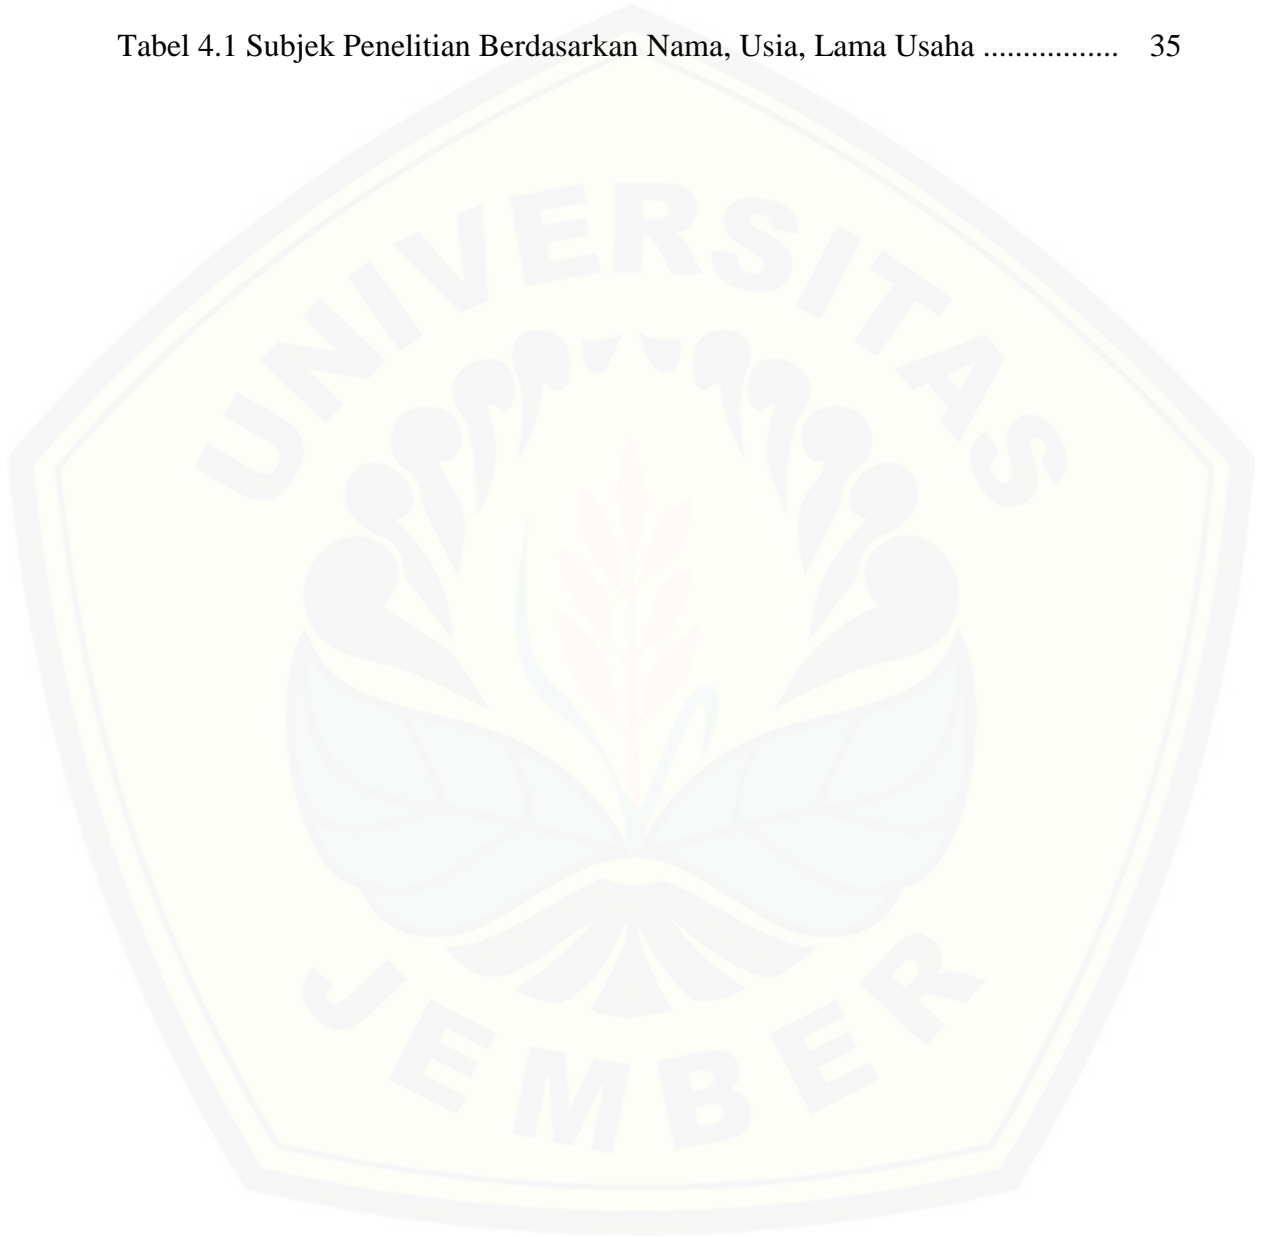 Tabel 4.1 Subjek Penelitian Berdasarkan Nama, Usia, Lama Usaha ................. 35
UNIVERSITAS
JEMBER